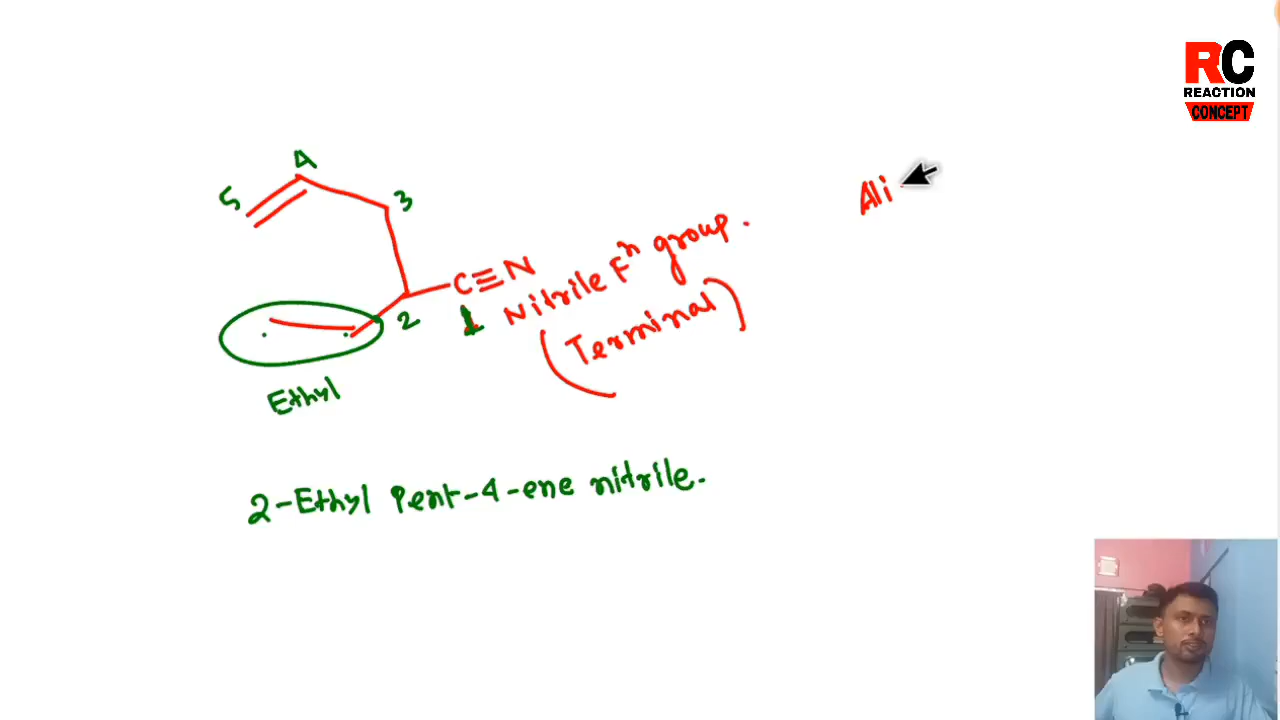 RC
REACTION
CONCEPT
4
5
3
Ali
C≡N
Nitrile Fⁿ group.
2
1
(Terminal)
Ethyl
2-Ethyl Pent-4-ene nitrile.